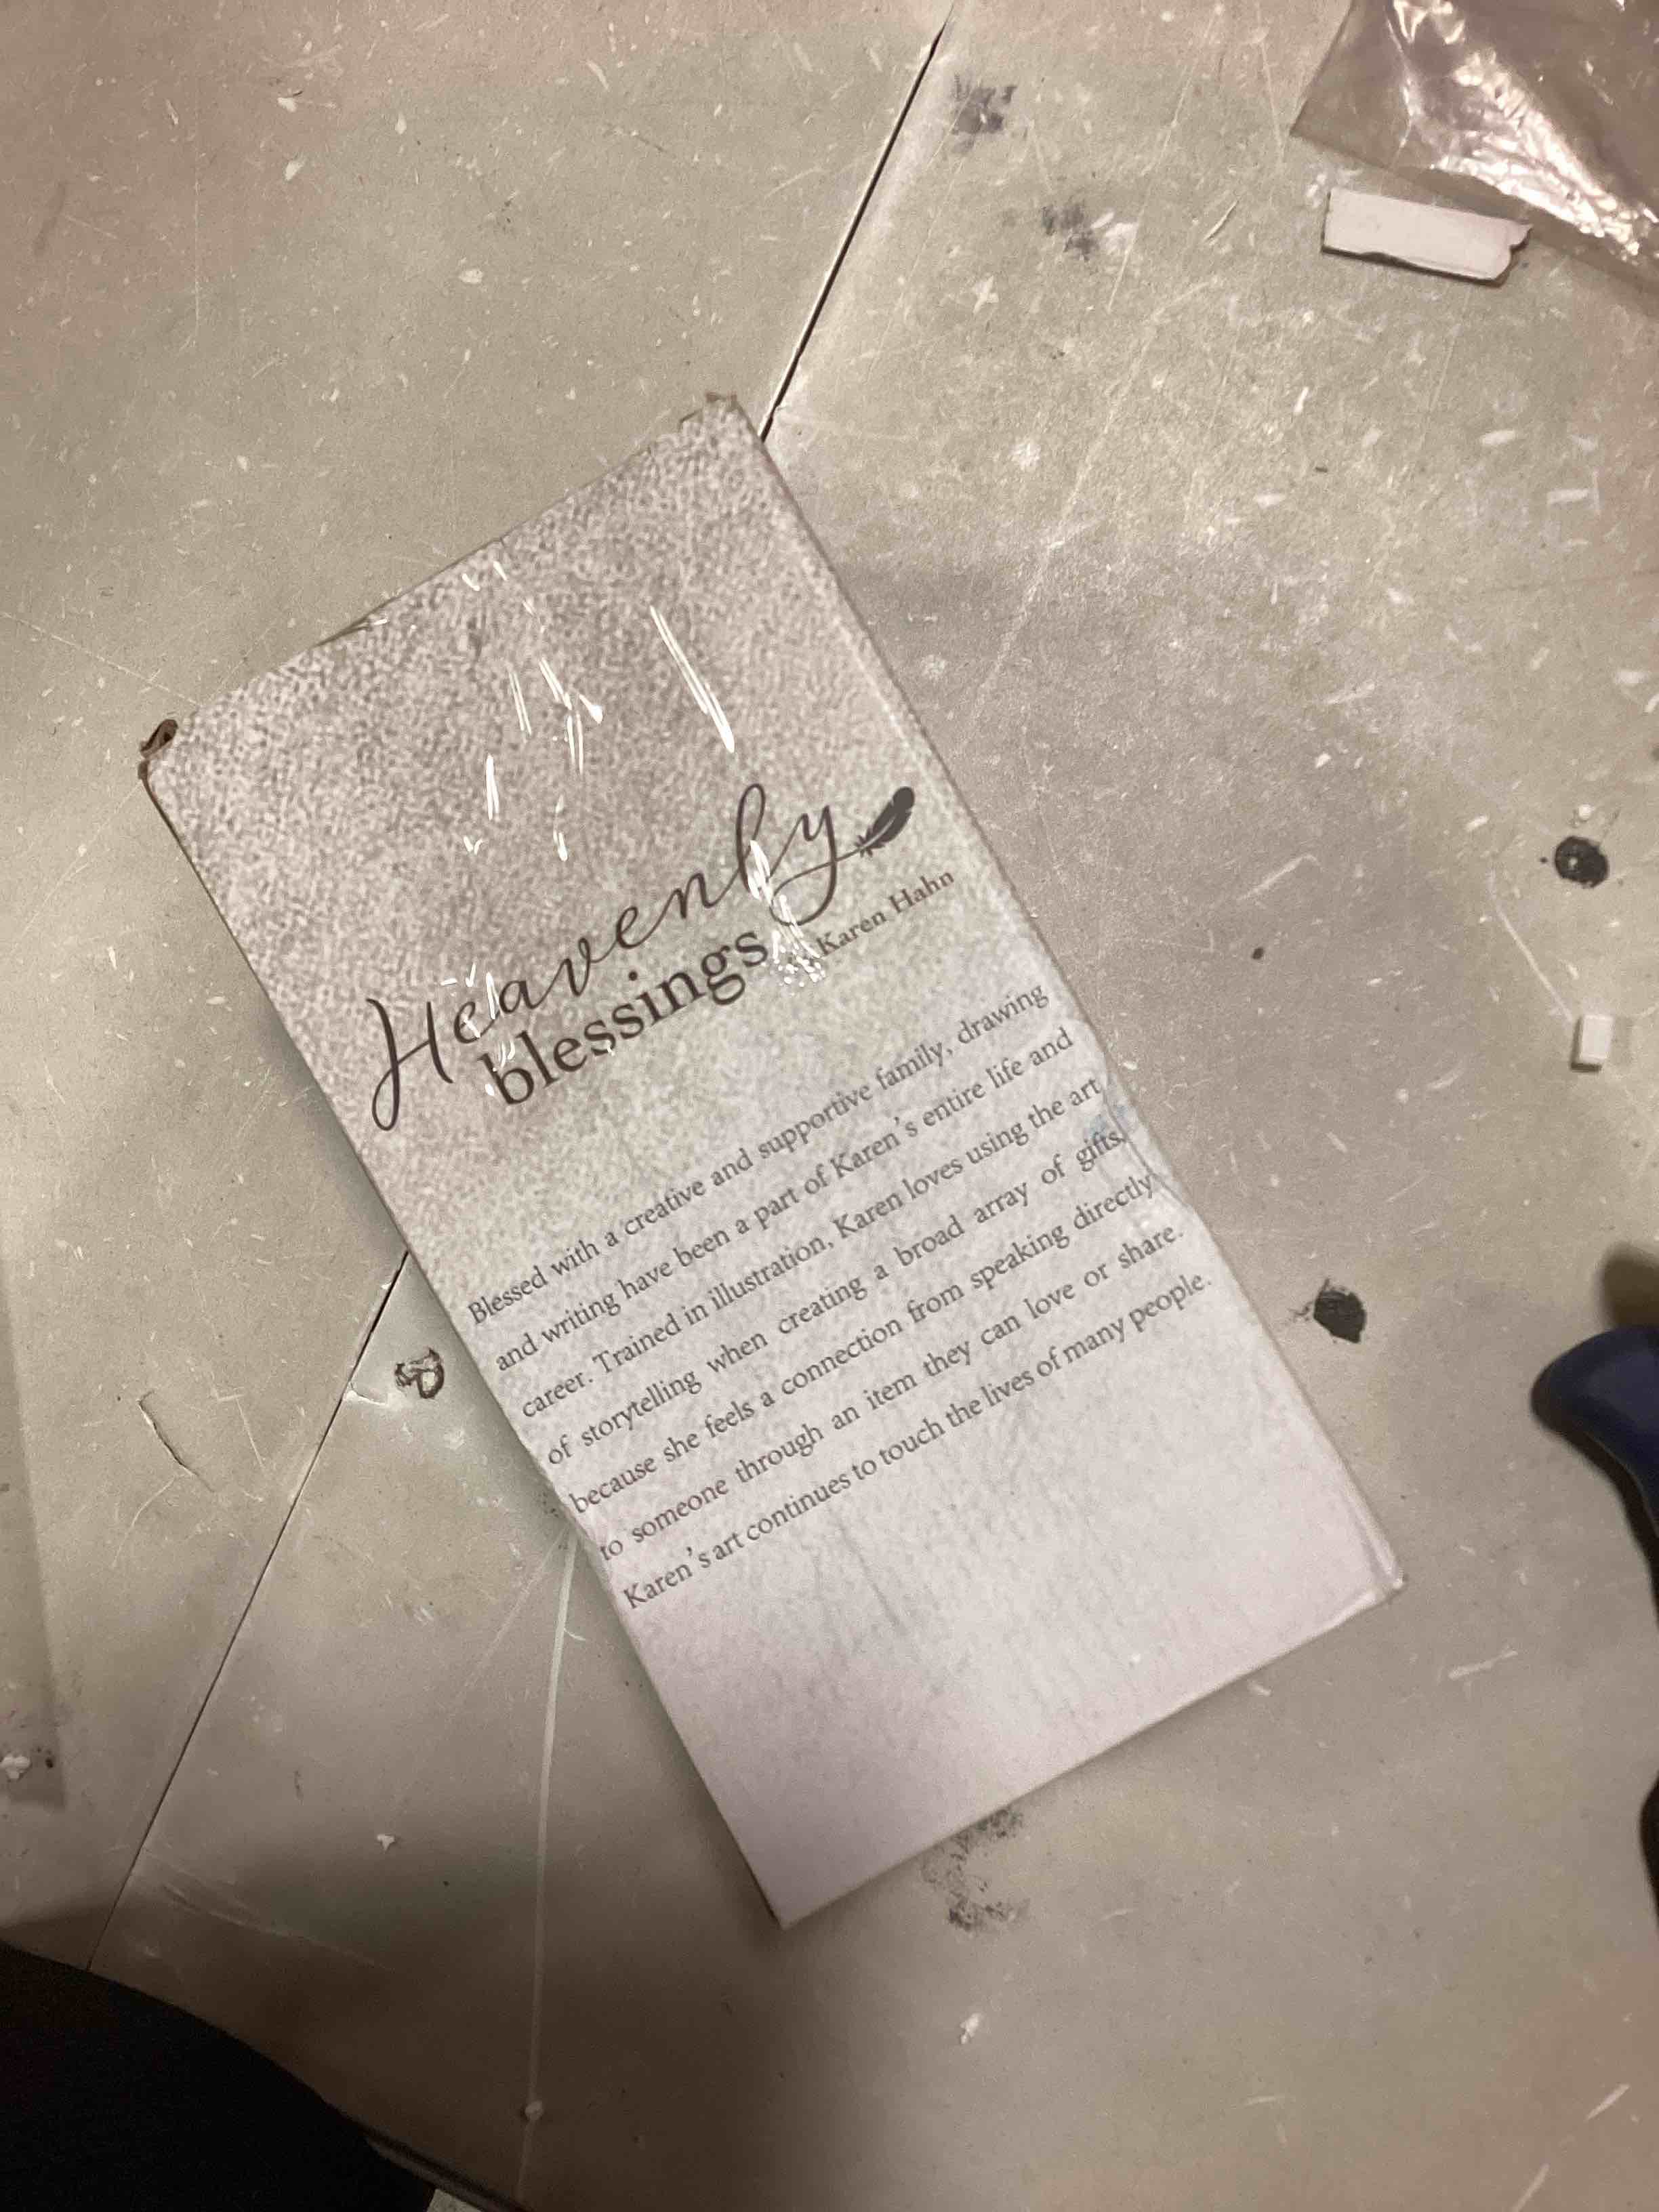 Heavenly
blessings
Karen Hahn
Blessed with a creative and supportive family, drawing
and writing have been a part of Karen's entire life and
career. Trained in illustration, Karen loves using the art
of storytelling when creating a broad array of gifts,
because she feels a connection from speaking directly
to someone through an item they can love or share.
Karen's art continues to touch the lives of many people.